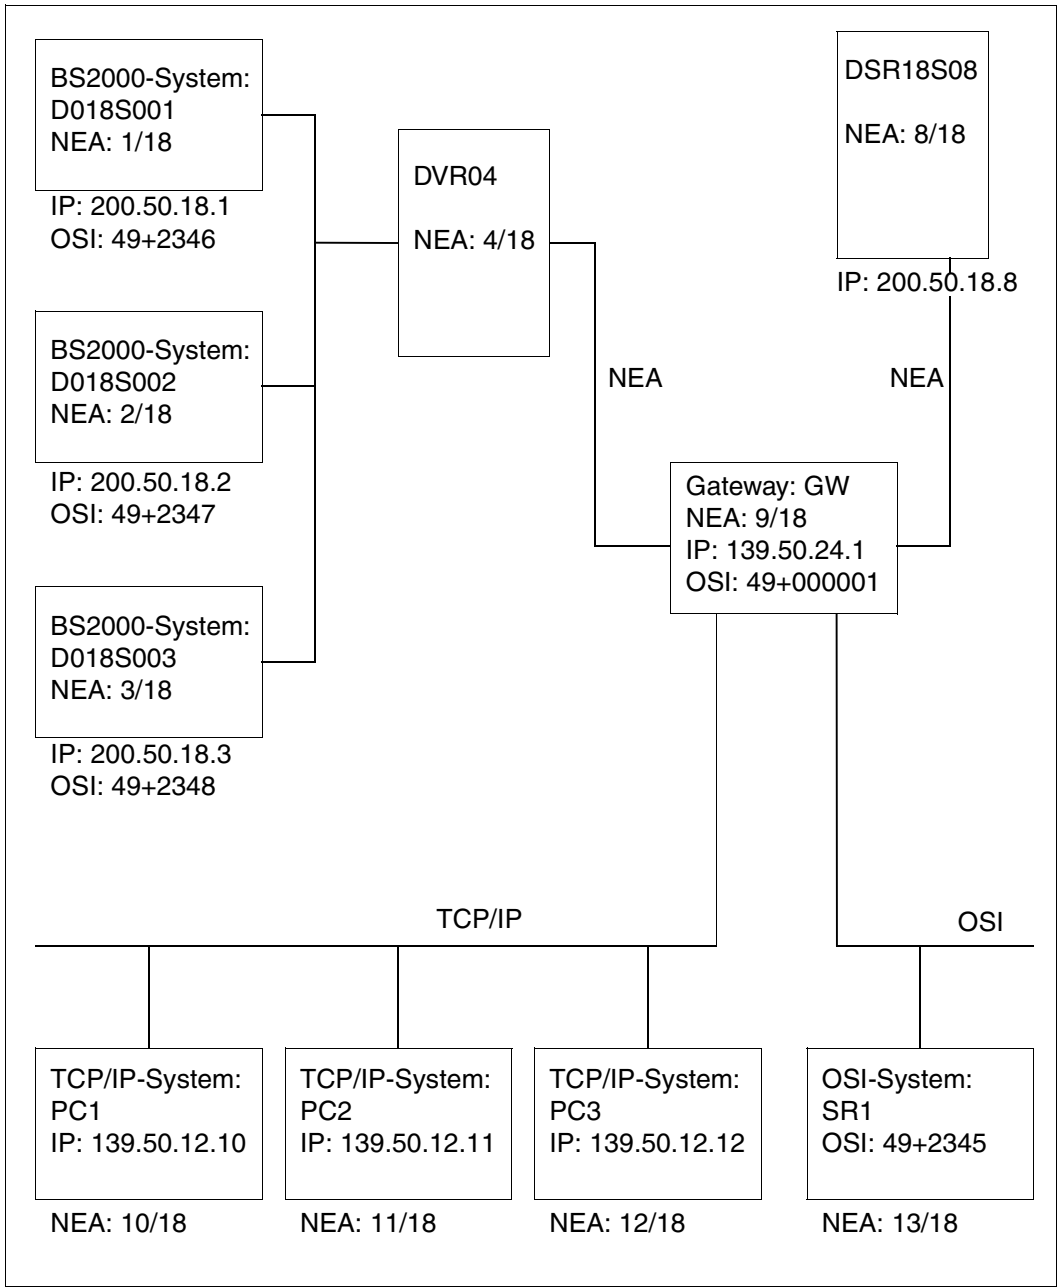 BS2000-System:
D018S001
NEA: 1/18
IP: 200.50.18.1
OSI: 49+2346
BS2000-System:
D018S002
NEA: 2/18
IP: 200.50.18.2
OSI: 49+2347
BS2000-System:
D018S003
NEA: 3/18
IP: 200.50.18.3
OSI: 49+2348
DVR04
NEA: 4/18
DSR18S08
NEA: 8/18
IP: 200.50.18.8
NEA
NEA
Gateway: GW
NEA: 9/18
IP: 139.50.24.1
OSI: 49+000001
TCP/IP
OSI
TCP/IP-System:
PC1
IP: 139.50.12.10
NEA: 10/18
TCP/IP-System:
PC2
IP: 139.50.12.11
NEA: 11/18
TCP/IP-System:
PC3
IP: 139.50.12.12
NEA: 12/18
OSI-System:
SR1
OSI: 49+2345
NEA: 13/18